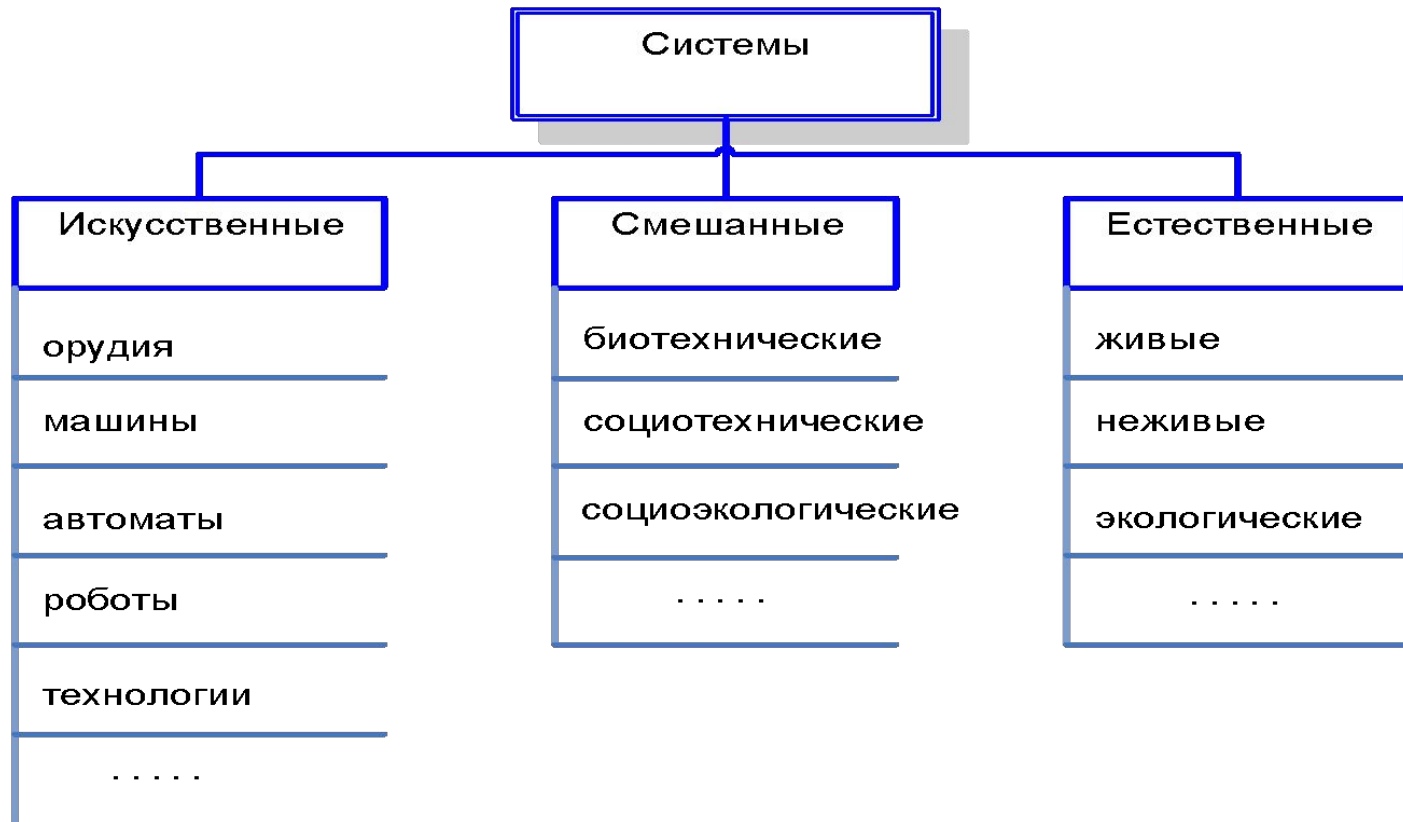 Системы
Искусственные
орудия
машины
автоматы
роботы
технологии
. . . . .
Смешанные
биотехнические
социотехнические
социоэкологические
. . . . .
Естественные
живые
неживые
экологические
. . . . .